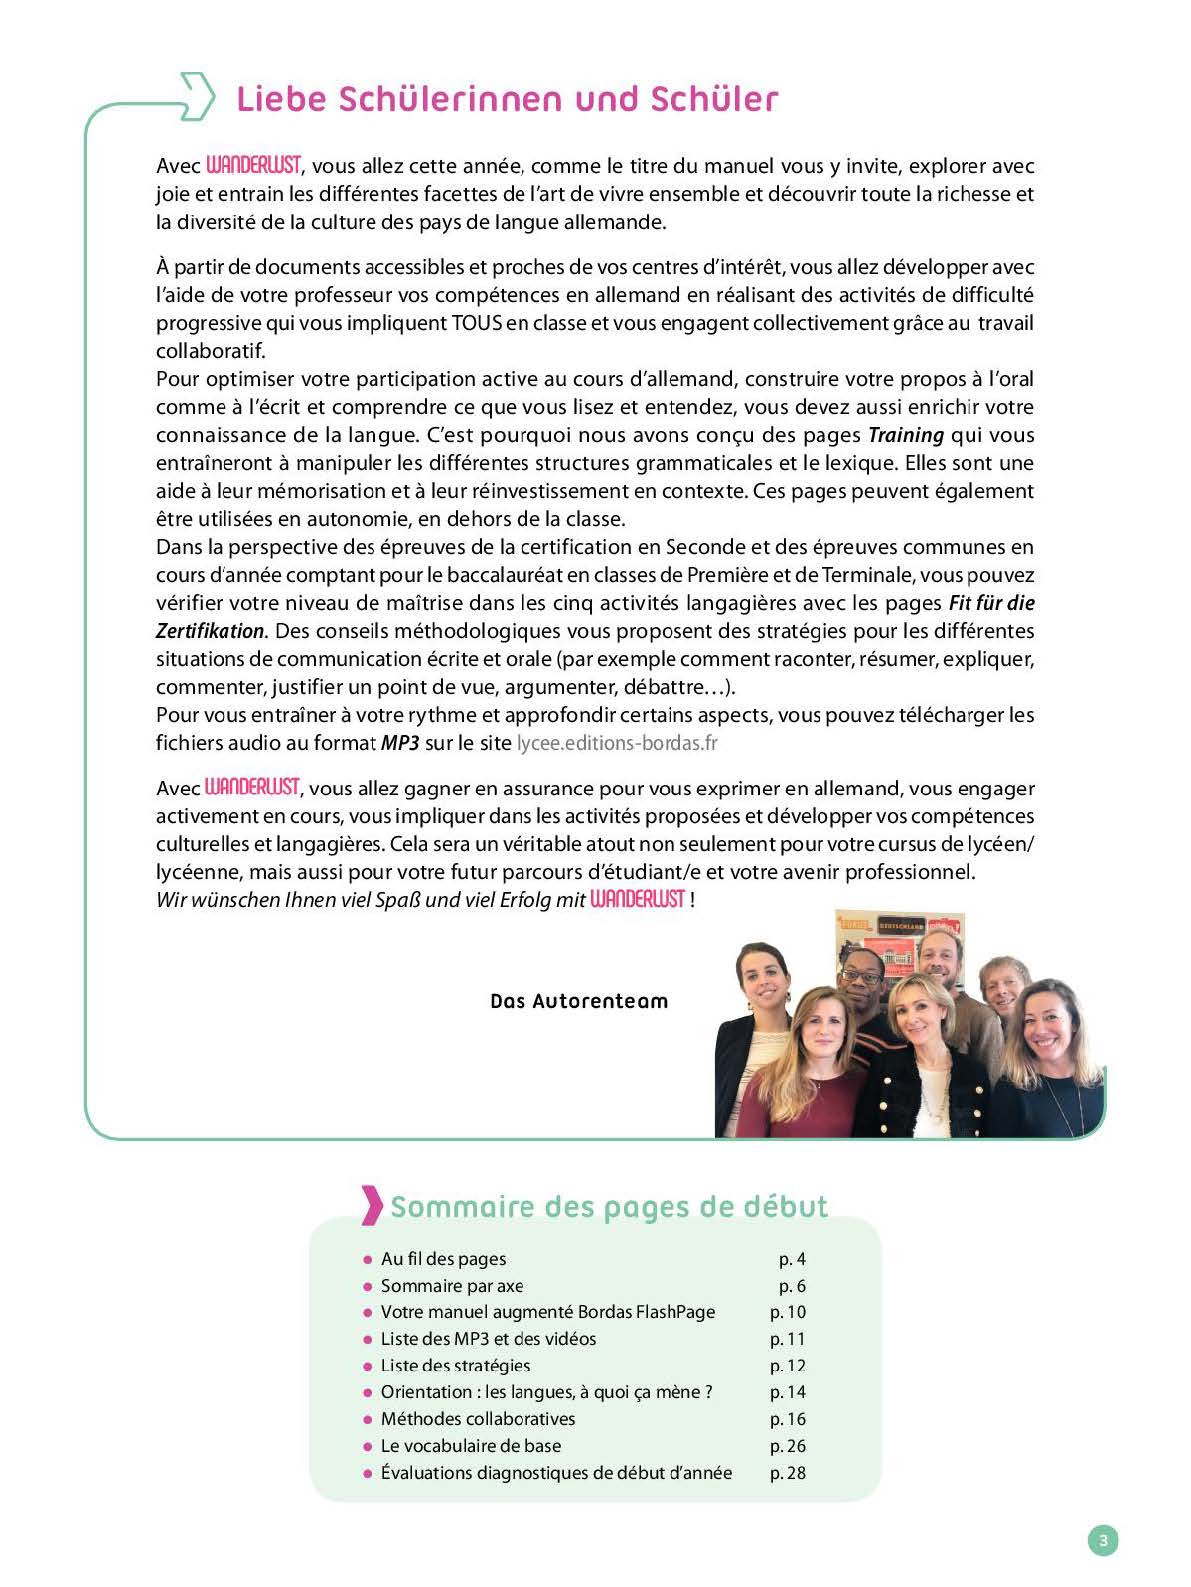 Liebe Schülerinnen und Schüler
Avec WANDERLUST, vous allez cette année, comme le titre du manuel vous y invite, explorer avec
joie et entrain les différentes facettes de l'art de vivre ensemble et découvrir toute la richesse et
la diversité de la culture des pays de langue allemande.
À partir de documents accessibles et proches de vos centres d'intérêt, vous allez développer avec
l'aide de votre professeur vos compétences en allemand en réalisant des activités de difficulté
progressive qui vous impliquent TOUS en classe et vous engagent collectivement grâce au travail
collaboratif.
Pour optimiser votre participation active au cours d'allemand, construire votre propos à l'oral
comme à l'écrit et comprendre ce que vous lisez et entendez, vous devez aussi enrichir votre
connaissance de la langue. C'est pourquoi nous avons conçu des pages Training qui vous
entraîneront à manipuler les différentes structures grammaticales et le lexique. Elles sont une
aide à leur mémorisation et à leur réinvestissement en contexte. Ces pages peuvent également
être utilisées en autonomie, en dehors de la classe.
Dans la perspective des épreuves de la certification en Seconde et des épreuves communes en
cours d'année comptant pour le baccalauréat en classes de Première et de Terminale, vous pouvez
vérifier votre niveau de maîtrise dans les cinq activités langagières avec les pages Fit für die
Zertifikation. Des conseils méthodologiques vous proposent des stratégies pour les différentes
situations de communication écrite et orale (par exemple comment raconter, résumer, expliquer,
commenter, justifier un point de vue, argumenter, débattre…).
Pour vous entraîner à votre rythme et approfondir certains aspects, vous pouvez télécharger les
fichiers audio au format MP3 sur le site lycee.editions-bordas.fr
Avec WANDERLUST, vous allez gagner en assurance pour vous exprimer en allemand, vous engager
activement en cours, vous impliquer dans les activités proposées et développer vos compétences
culturelles et langagières. Cela sera un véritable atout non seulement pour votre cursus de lycéen/
lycéenne, mais aussi pour votre futur parcours d'étudiant/e et votre avenir professionnel.
Wir wünschen Ihnen viel Spaß und viel Erfolg mit WANDERLUST !
DEUTSCHLAND
Das Autorenteam
Sommaire des pages de début
• Au fil des pages p. 4
• Sommaire par axe p. 6
• Votre manuel augmenté Bordas FlashPage p. 10
• Liste des MP3 et des vidéos p. 11
• Liste des stratégies p. 12
• Orientation : les langues, à quoi ça mène ? p. 14
• Méthodes collaboratives p. 16
• Le vocabulaire de base p. 26
• Évaluations diagnostiques de début d'année p. 28
3